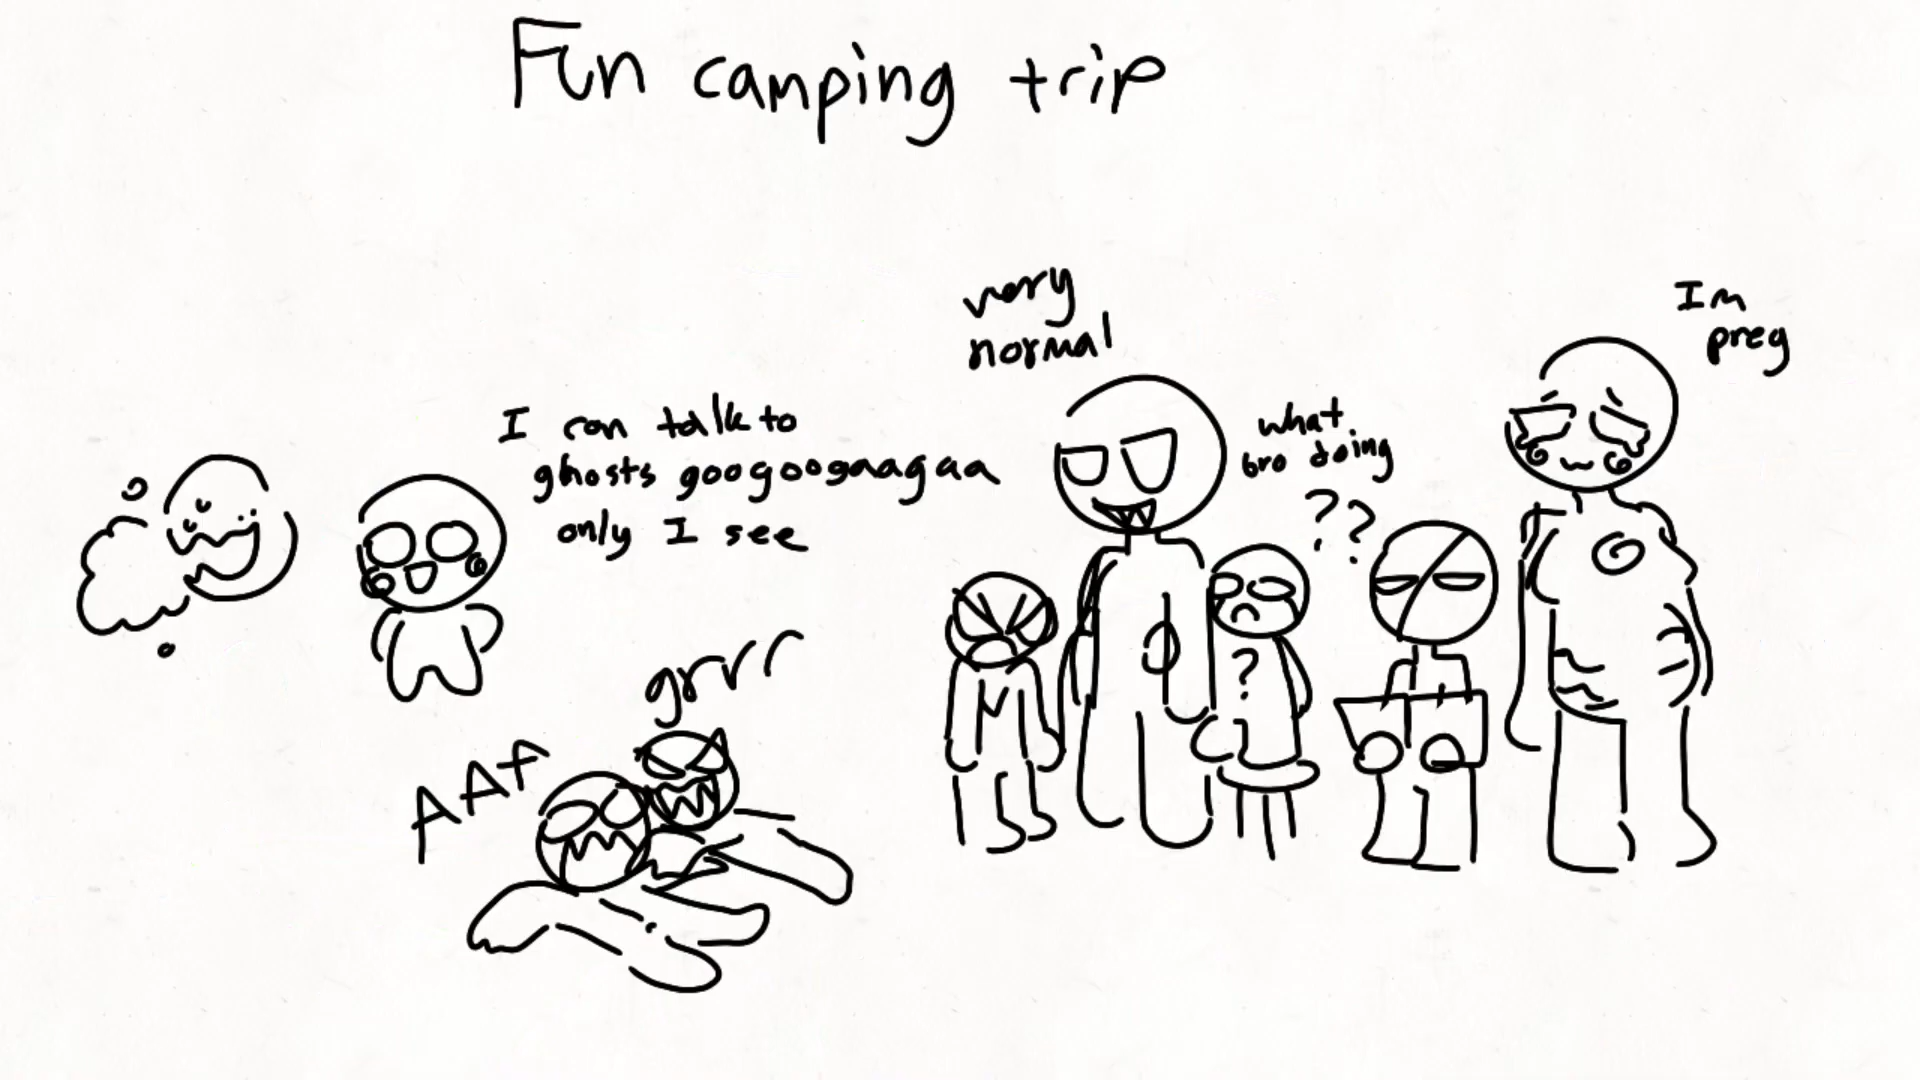 Fun camping trip
very
normal
Im
preg
I can talk to
ghosts googoogaagaa
only I see
what
bro doing
??
?
grrr
AAA